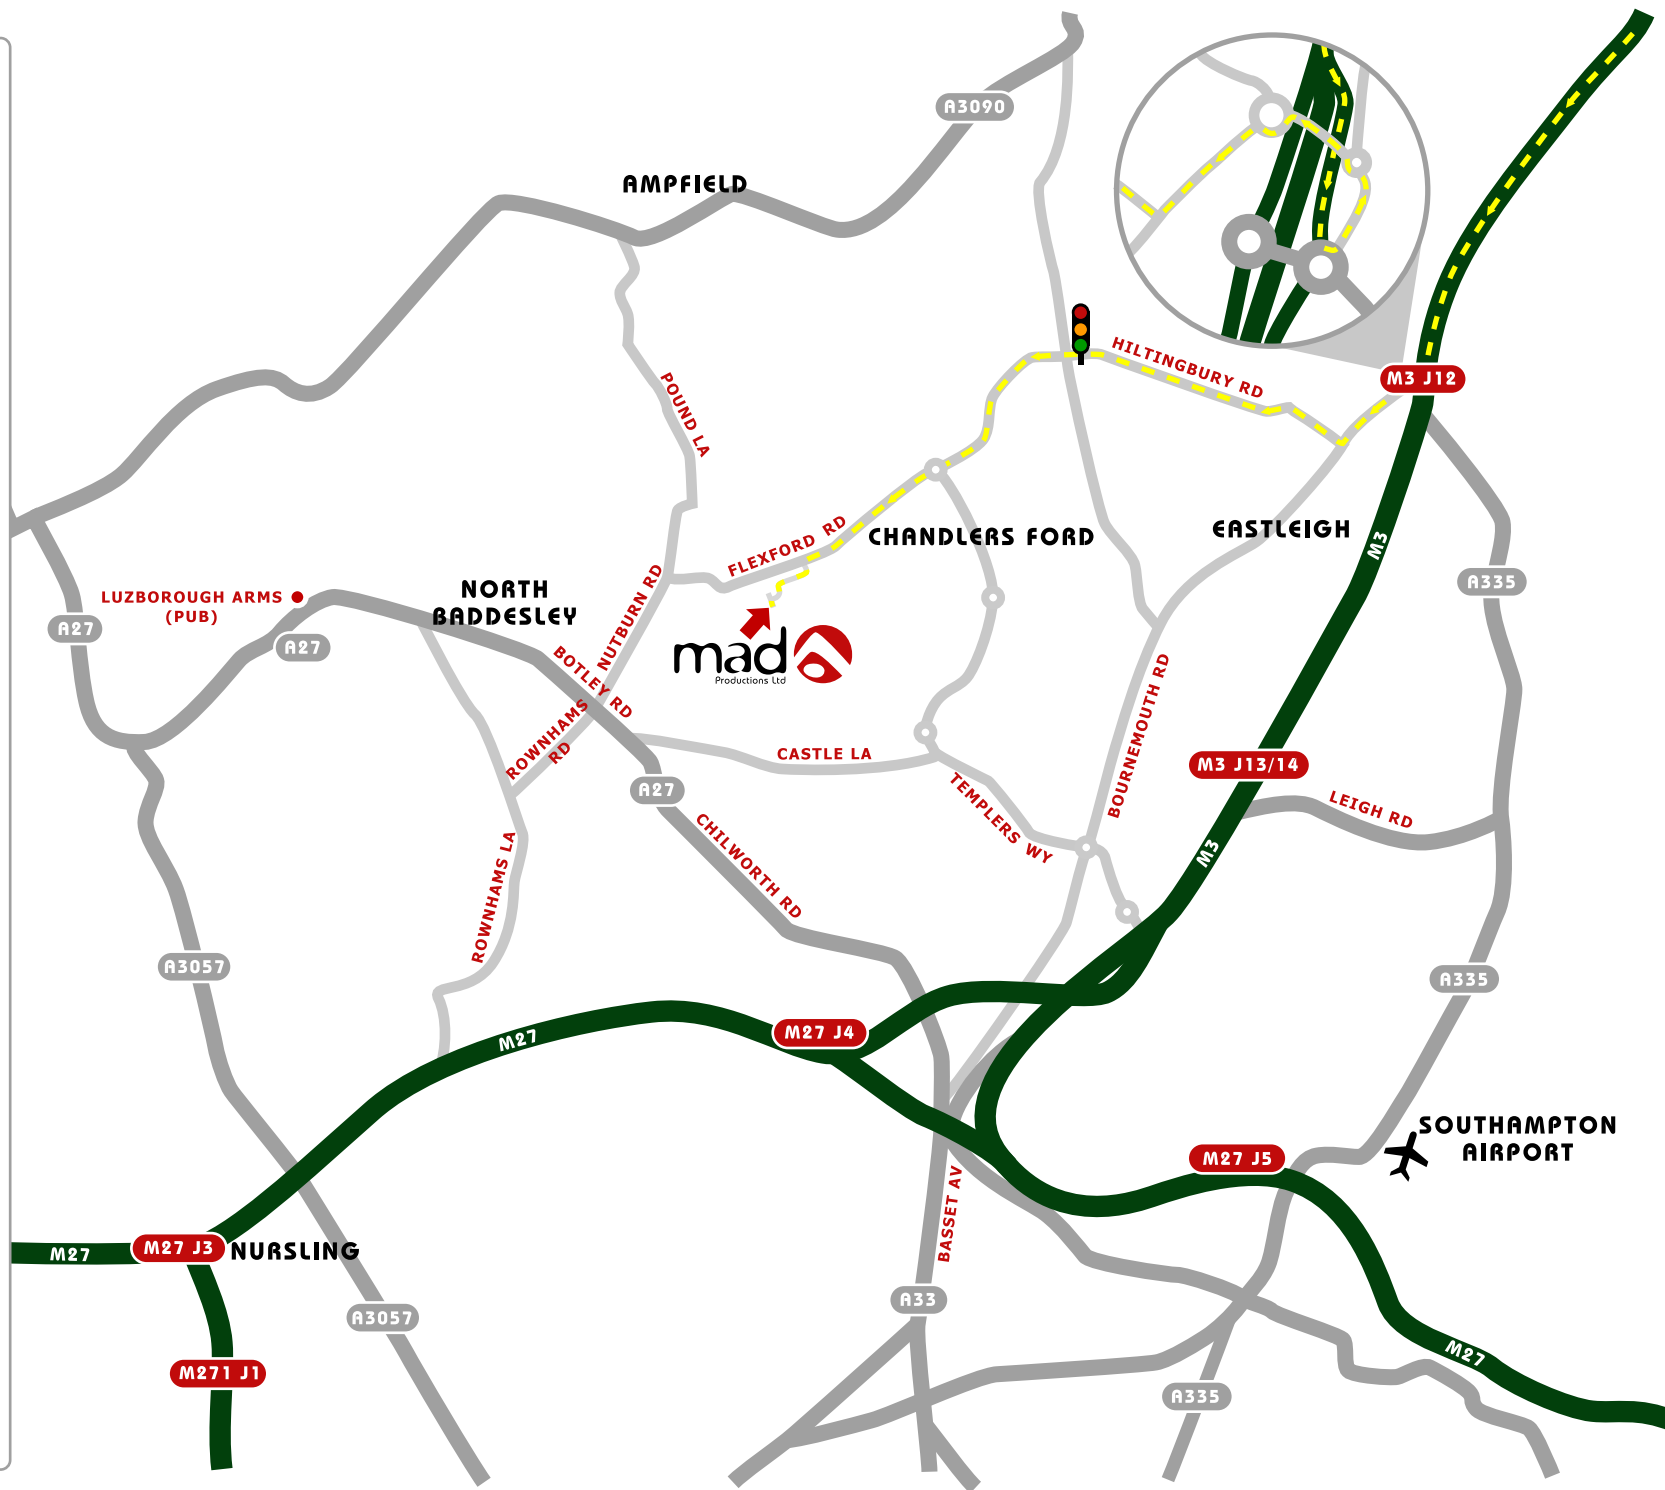 A3090
AMPFIELD
HILTINGBURY RD
M3 J12
POUND LA
FLEXFORD RD
CHANDLERS FORD
EASTLEIGH
M3
A335
LUZBOROUGH ARMS
(PUB)
NORTH
BADDESLEY
A27
A27
NUTBURN RD
BOTLEY RD
mad
Productions Ltd
ROWNHAMS
RD
CASTLE LA
BOURNEMOUTH RD
M3 J13/14
A27
TEMPLERS WY
LEIGH RD
CHILWORTH RD
M3
ROWNHAMS LA
A3057
A335
M27
M27 J4
SOUTHAMPTON
AIRPORT
M27 J5
BASSET AV
M27
M27 J3
NURSLING
A33
A3057
M27
M271 J1
A335